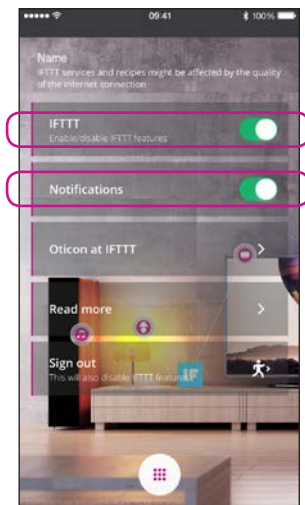 09:41
100%
Name
IFTTT services and recipes might be affected by the quality
of the internet connection
IFTTT
Enable/disable IFTTT features
Notifications
Oticon at IFTTT
Read more
Sign out
This will also disable IFTTT features
IF